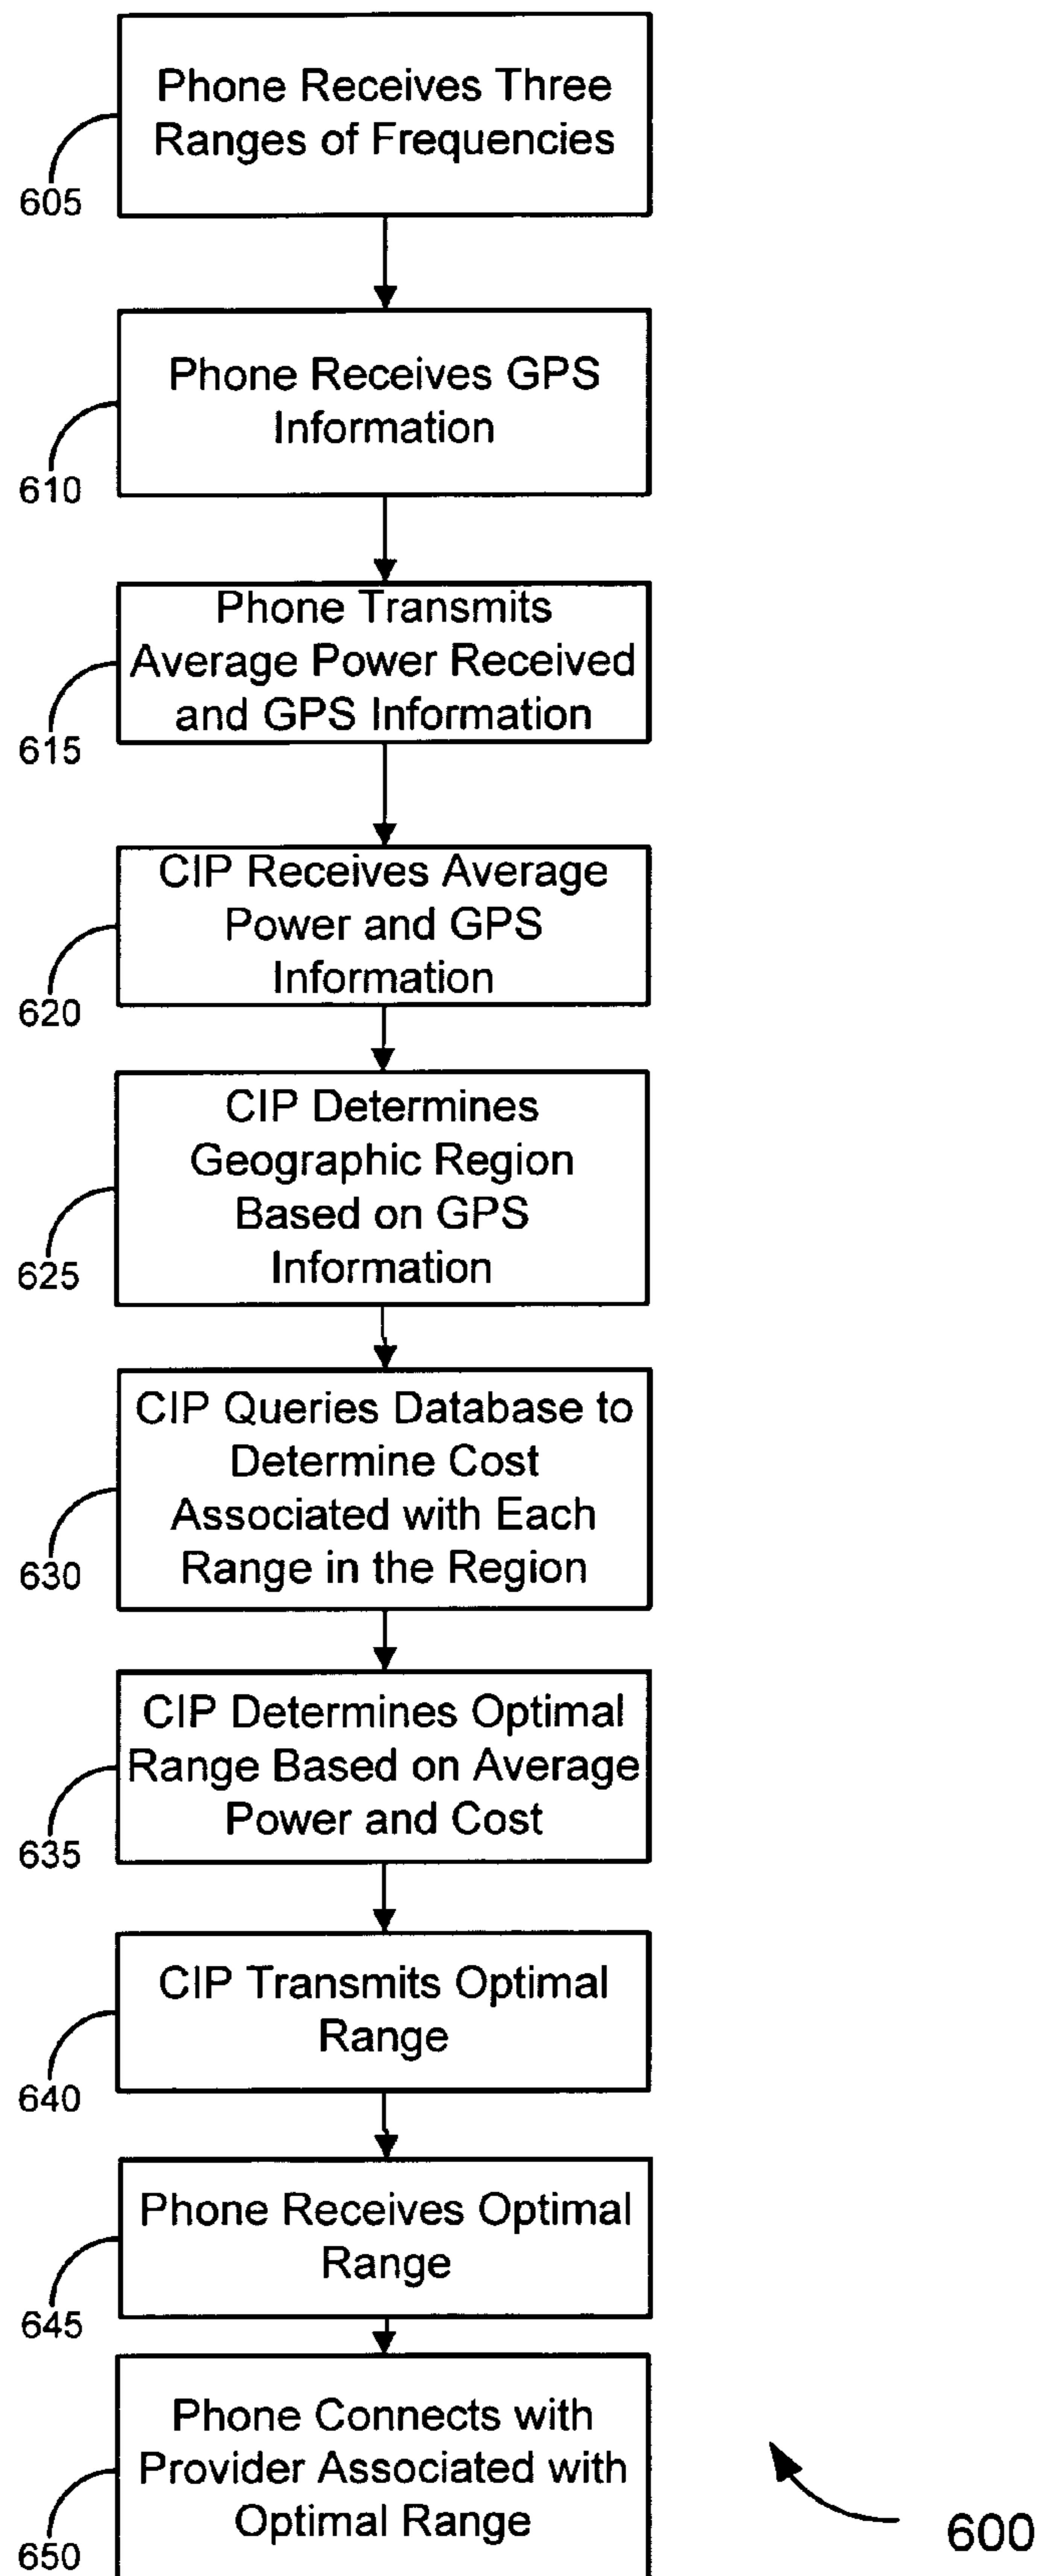 Phone Receives Three
Ranges of Frequencies
605
Phone Receives GPS
Information
610
Phone Transmits
Average Power Received
and GPS Information
615
CIP Receives Average
Power and GPS
Information
620
CIP Determines
Geographic Region
Based on GPS
Information
625
CIP Queries Database to
Determine Cost
Associated with Each
Range in the Region
630
CIP Determines Optimal
Range Based on Average
Power and Cost
635
CIP Transmits Optimal
Range
640
Phone Receives Optimal
Range
645
Phone Connects with
Provider Associated with
Optimal Range
650
600